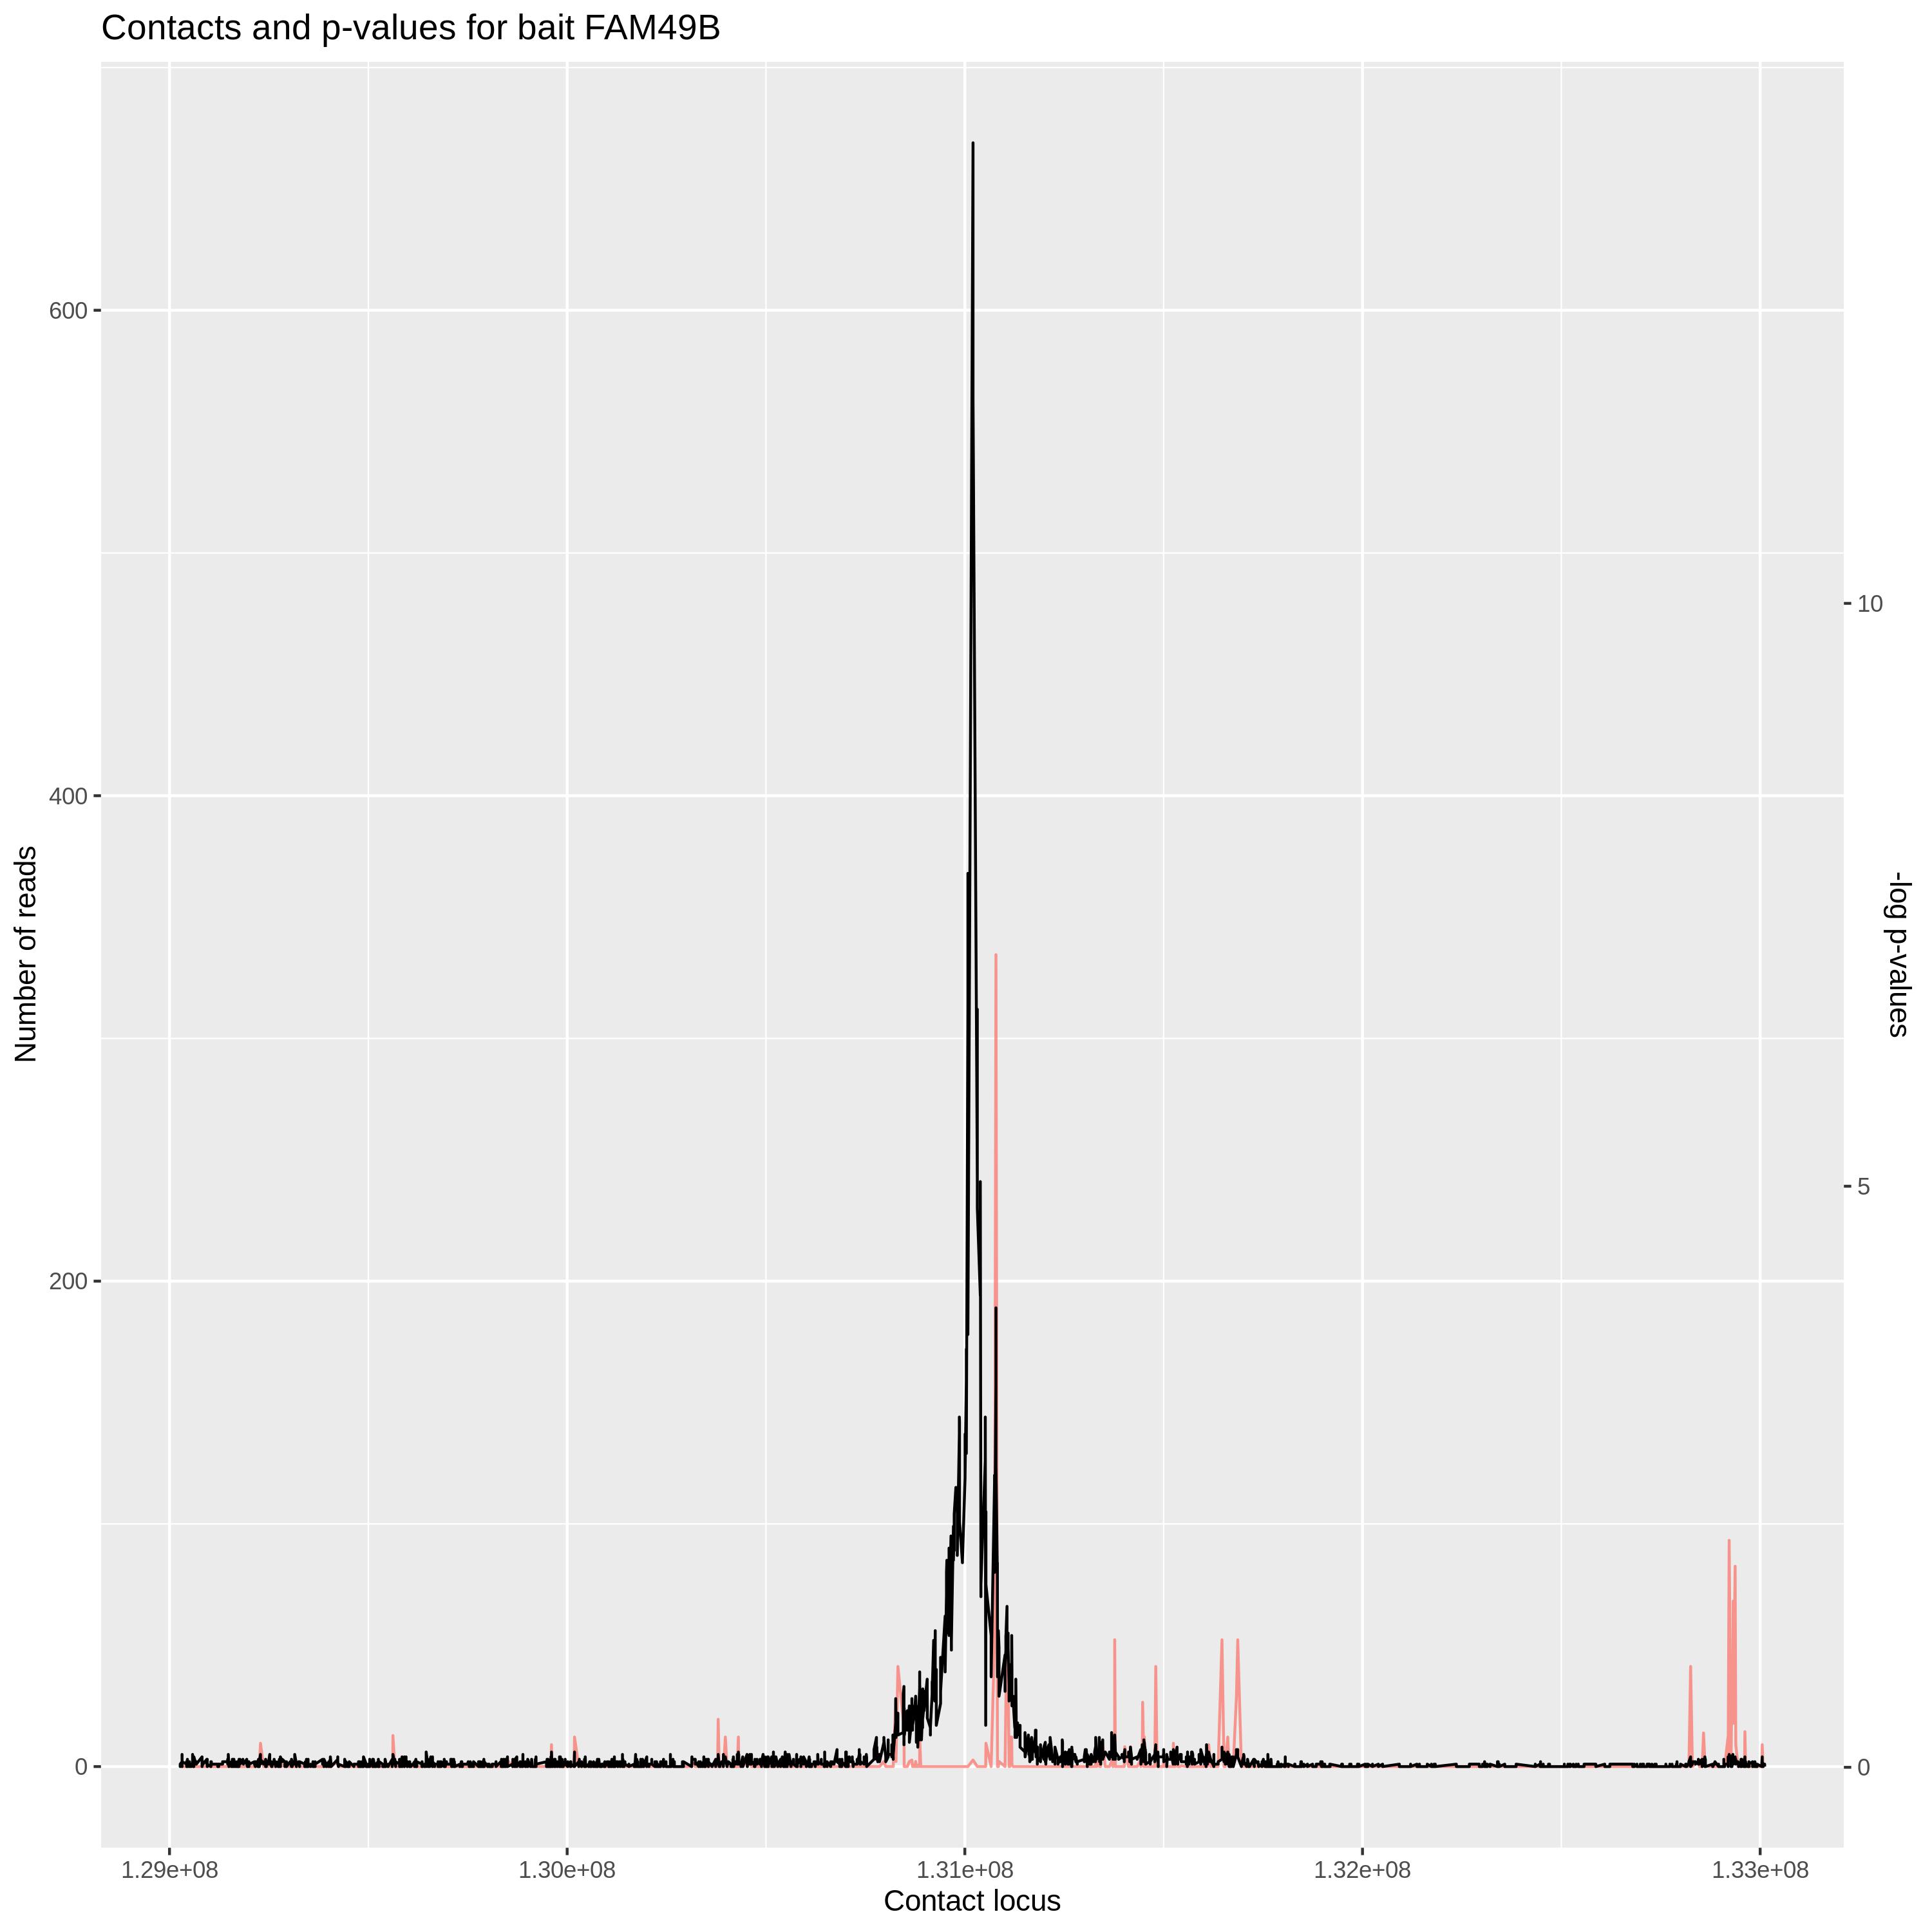 Contacts and p-values for bait FAM49B
600
400
200
0
Number of reads
10
5
0
-log p-values
1.29e+08
1.30e+08
1.31e+08
1.32e+08
1.33e+08
Contact locus